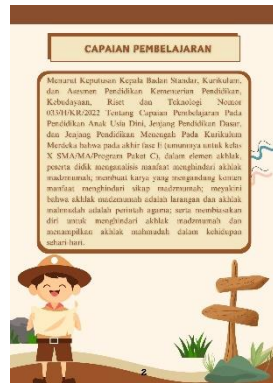 CAPAIAN PEMBELAJARAN
Menurut Keputusan Kepala Badan Standar, Kurikulum,
dan Asesmen Pendidikan Kementerian Pendidikan,
Kebudayaan, Riset dan Teknologi Nomor
033/H/KR/2022 Tentang Capaian Pembelajaran Pada
Pendidikan Anak Usia Dini, Jenjang Pendidikan Dasar,
dan Jenjang Pendidikan Menengah Pada Kurikulum
Merdeka bahwa pada akhir fase E (umumnya untuk kelas
X SMA/MA/Program Paket C), dalam elemen akhlak,
peserta didik menganalisis manfaat menghindari akhlak
madzmumah; membuat karya yang mengandung konten
manfaat menghindari sikap madzmumah; meyakini
bahwa akhlak madzmumah adalah larangan dan akhlak
mahmudah adalah perintah agama; serta membiasakan
diri untuk menghindari akhlak madzmumah dan
menampilkan akhlak mahmudah dalam kehidupan
sehari-hari.
2